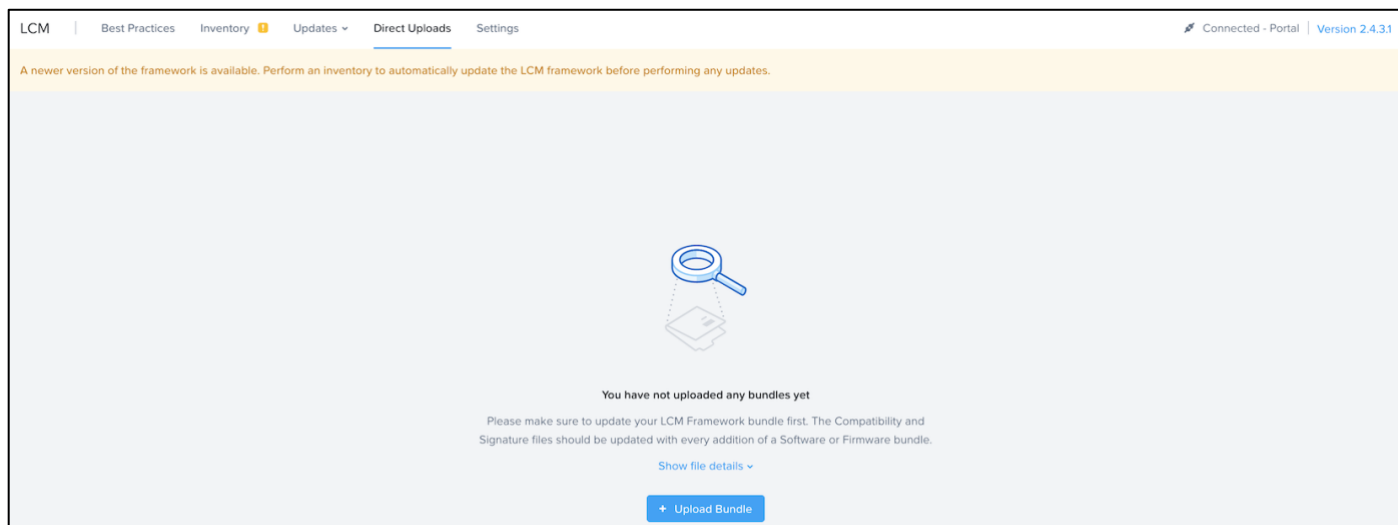 LCM | Best Practices Inventory ! Updates Direct Uploads Settings Connected - Portal | Version 2.4.3.1
A newer version of the framework is available. Perform an inventory to automatically update the LCM framework before performing any updates.
You have not uploaded any bundles yet
Please make sure to update your LCM Framework bundle first. The Compatibility and
Signature files should be updated with every addition of a Software or Firmware bundle.
Show file details
+ Upload Bundle